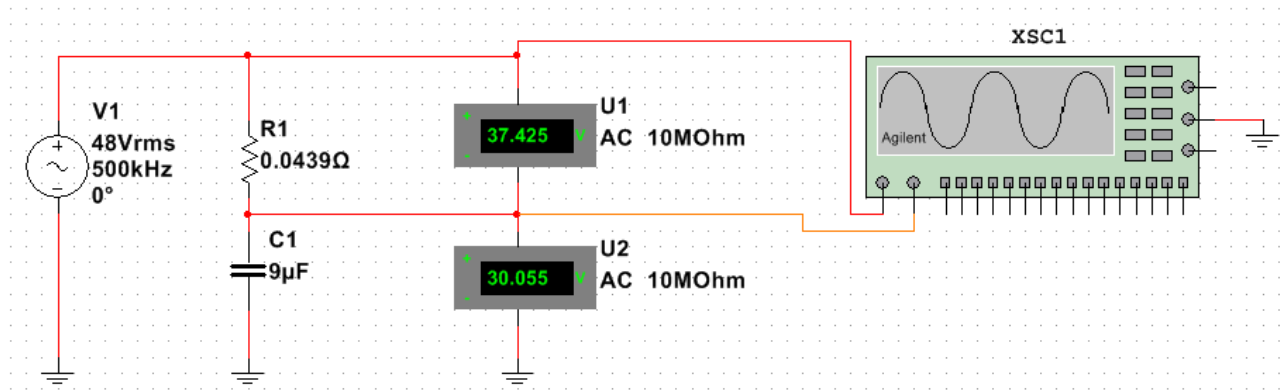 XSC1
V1
48Vrms
500kHz
0°
R1
0.0439Ω
+
37.425 V
-
U1
AC 10MOhm
Agilent
C1
9µF
+
30.055 V
-
U2
AC 10MOhm